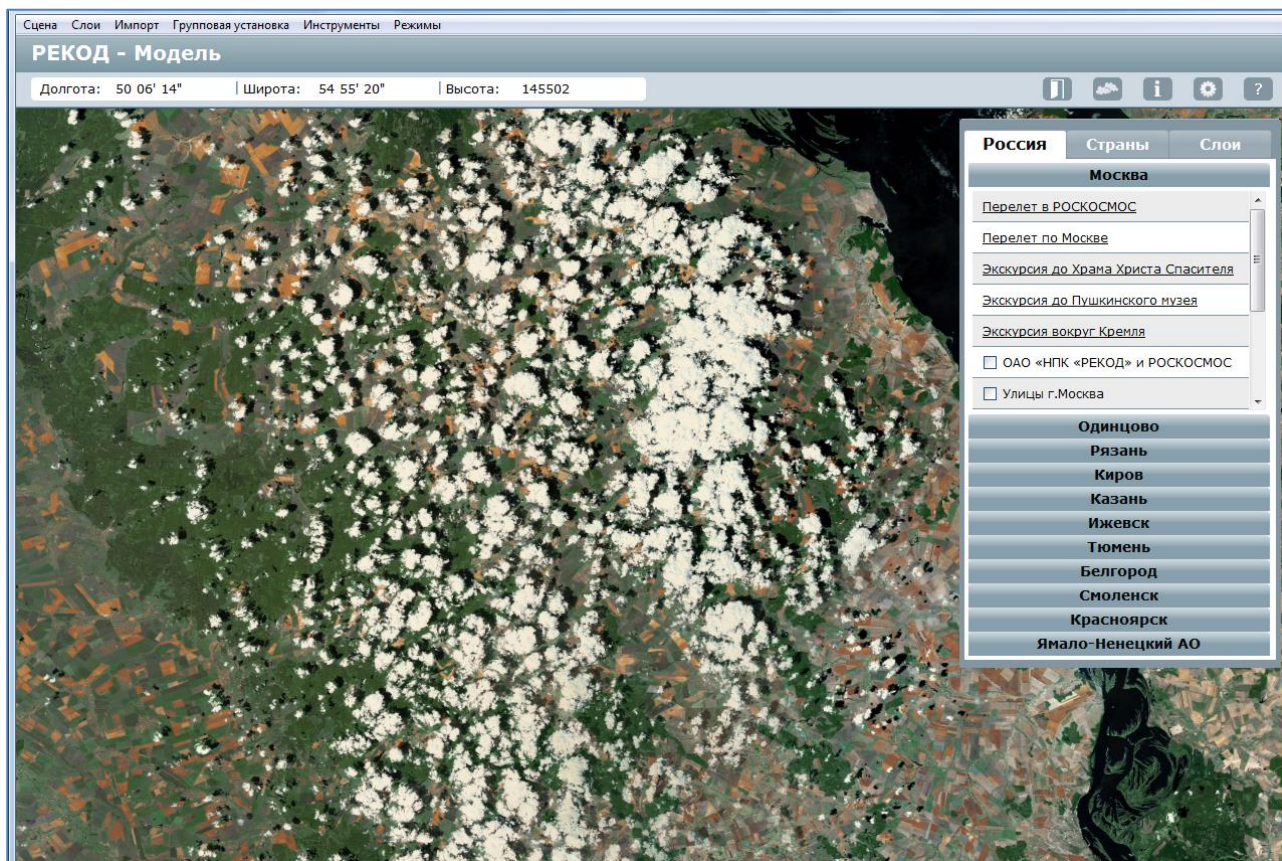 Сцена Слои Импорт Групповая установка Инструменты Режимы
РЕКОД - Модель
Долгота: 50 06' 14" Широта: 54 55' 20" Высота: 145502
Россия Страны Слои
Москва
Перелет в РОСКОСМОС
Перелет по Москве
Экскурсия до Храма Христа Спасителя
Экскурсия до Пушкинского музея
Экскурсия вокруг Кремля
ОАО «НПК «РЕКОД» и РОСКОСМОС
Улицы г.Москва
Одинцово
Рязань
Киров
Казань
Ижевск
Тюмень
Белгород
Смоленск
Красноярск
Ямало-Ненецкий АО